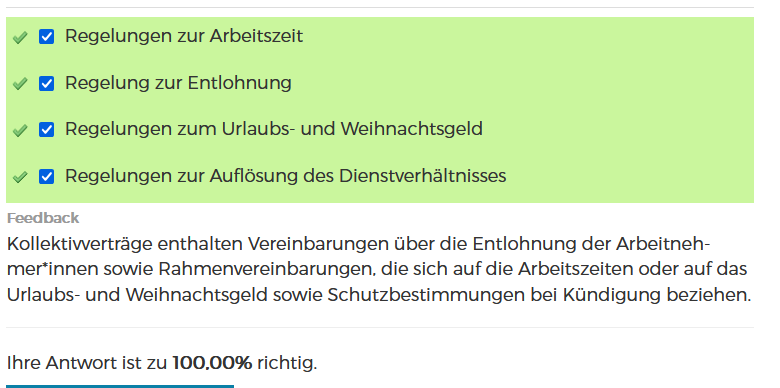 Regelungen zur Arbeitszeit
Regelung zur Entlohnung
Regelungen zum Urlaubs- und Weihnachtsgeld
Regelungen zur Auflösung des Dienstverhältnisses
Feedback
Kollektivverträge enthalten Vereinbarungen über die Entlohnung der Arbeitneh-
mer*innen sowie Rahmenvereinbarungen, die sich auf die Arbeitszeiten oder auf das
Urlaubs- und Weihnachtsgeld sowie Schutzbestimmungen bei Kündigung beziehen.
Ihre Antwort ist zu 100,00% richtig.